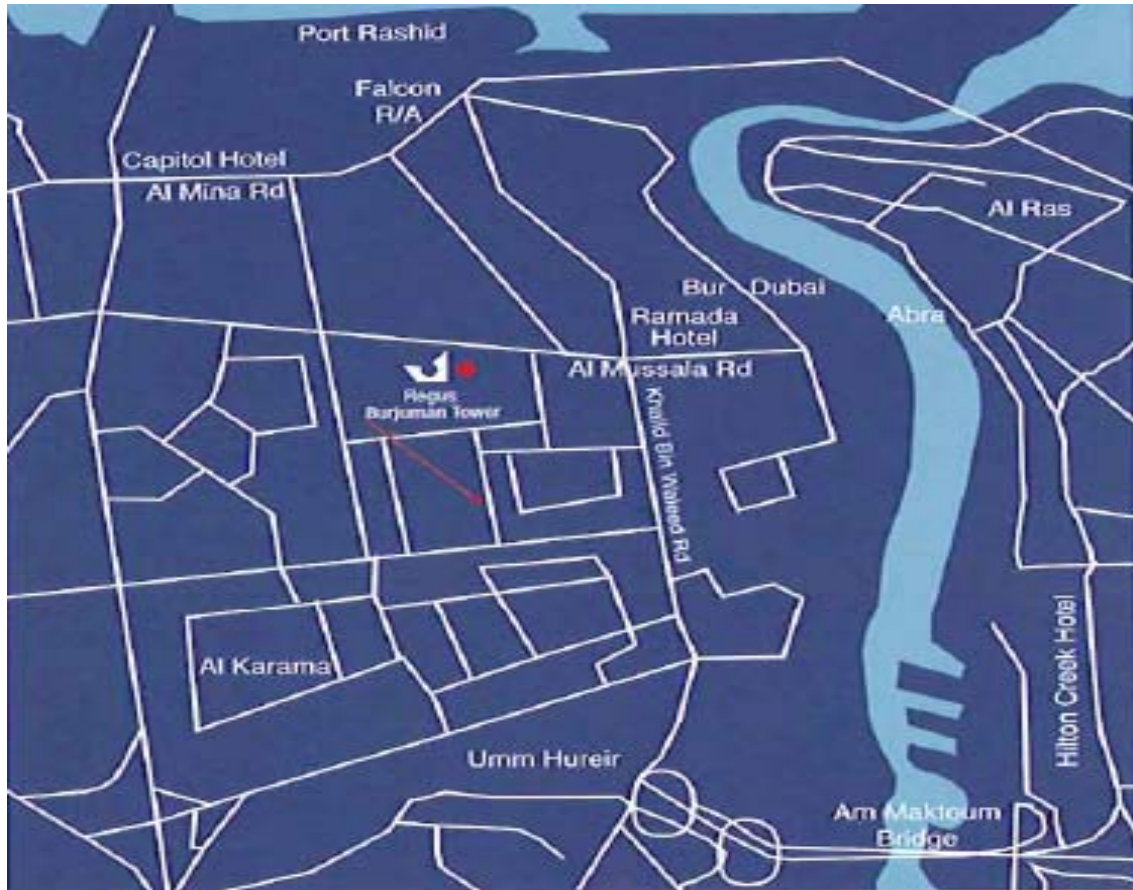 Port Rashid
Falcon
R/A
Capitol Hotel
Al Mina Rd
Al Ras
Bur Dubai
Abra
Ramada
Hotel
Al Mussala Rd
Regus
Burjuman Tower
Khalid Bin Waleed Rd
Al Karama
Hilton Creek Hotel
Umm Hureir
Am Maktoum
Bridge